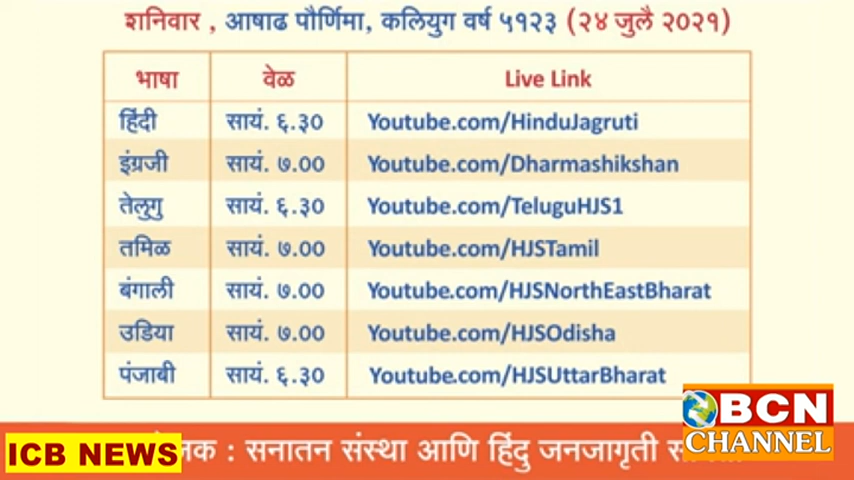 शनिवार , आषाढ पौर्णिमा, कलियुग वर्ष ५१२३ (२४ जुलै २०२१)
भाषा वेळ Live Link
हिंदी सायं. ६.३० Youtube.com/HinduJagruti
इंग्रजी सायं. ७.०० Youtube.com/Dharmashikshan
तेलुगु सायं. ६.३० Youtube.com/TeluguHJS1
तमिळ सायं. ७.०० Youtube.com/HJSTamil
बंगाली सायं. ७.०० Youtube.com/HJSNorthEastBharat
उडिया सायं. ७.०० Youtube.com/HJSOdisha
पंजाबी सायं. ६.३० Youtube.com/HJSUttarBharat
: सनातन संस्था आणि हिंदु जनजागृती
ICB NEWS
BCN
CHANNEL